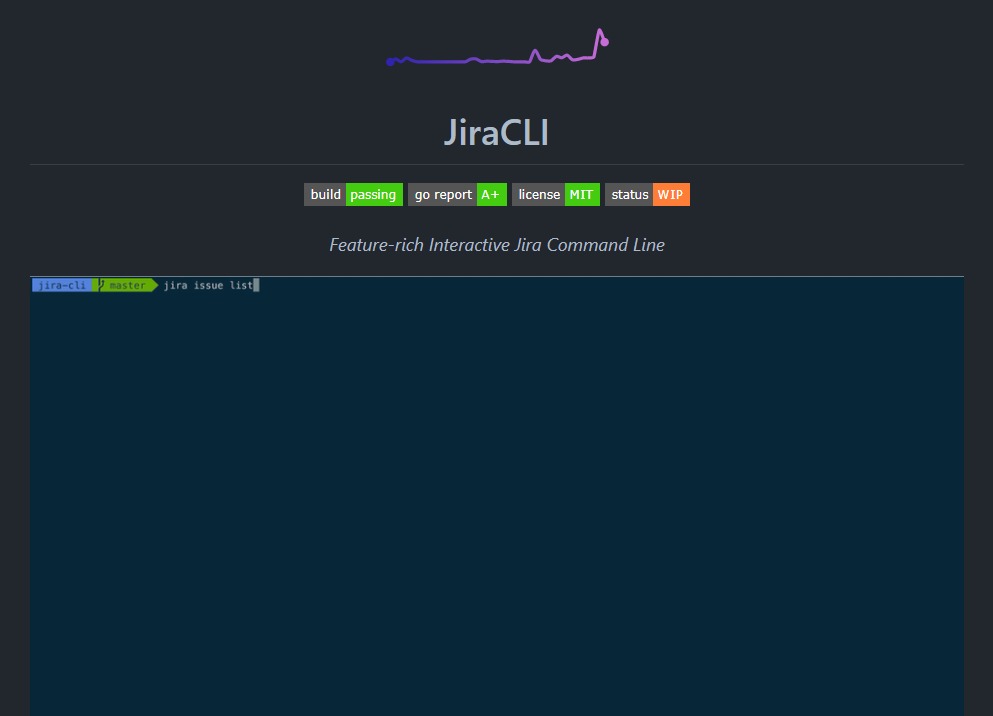 JiraCLI
build passing go report A+ license MIT status WIP
Feature-rich Interactive Jira Command Line
jira-cli master jira issue list